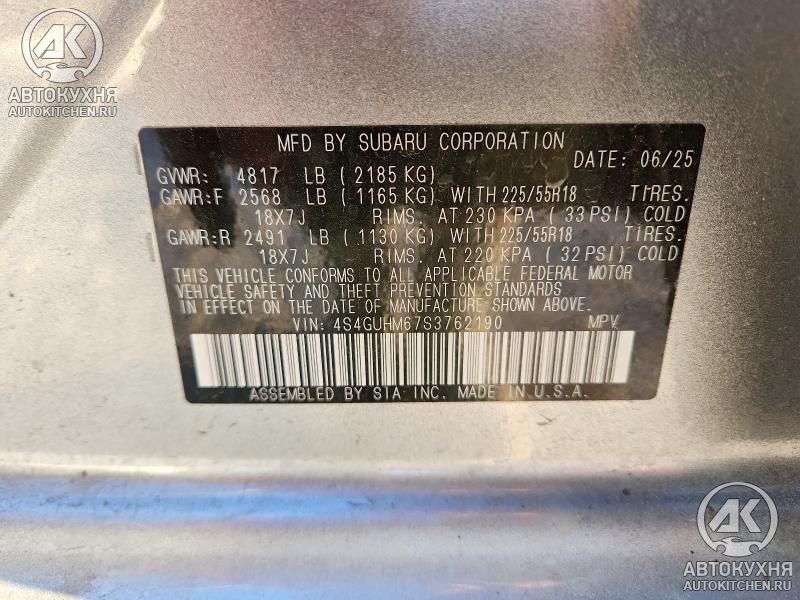 AK
АВТОКУХНЯ
AUTOKITCHEN.RU
MFD BY SUBARU CORPORATION
DATE: 06/25
GVWR: 4817 LB ( 2185 KG)
GAWR:F 2568 LB ( 1165 KG) WITH 225/55R18 TIRES.
18X7J RIMS. AT 230 KPA ( 33 PSI) COLD
GAWR:R 2491 LB ( 1130 KG) WITH 225/55R18 TIRES.
18X7J RIMS. AT 220 KPA ( 32 PSI) COLD
THIS VEHICLE CONFORMS TO ALL APPLICABLE FEDERAL MOTOR
VEHICLE SAFETY AND THEFT PREVENTION STANDARDS
IN EFFECT ON THE DATE OF MANUFACTURE SHOWN ABOVE.
VIN: 4S4GUHM67S3762190 MPV
ASSEMBLED BY SIA INC. MADE IN U.S.A.
AK
АВТОКУХНЯ
AUTOKITCHEN.RU